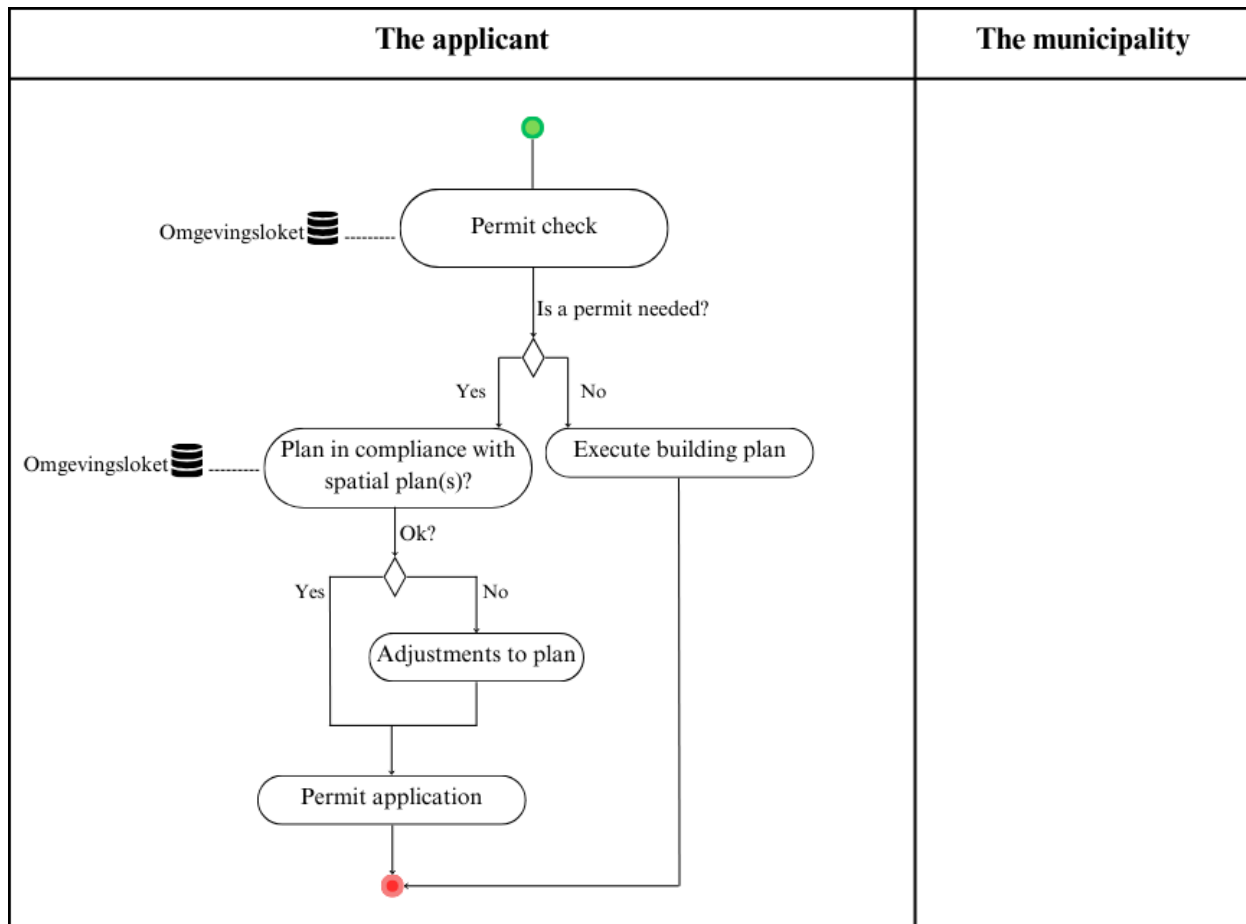 The applicant
The municipality
Omgevingsloket
Permit check
Is a permit needed?
Yes
No
Omgevingsloket
Plan in compliance with
spatial plan(s)?
Execute building plan
Ok?
Yes
No
Adjustments to plan
Permit application